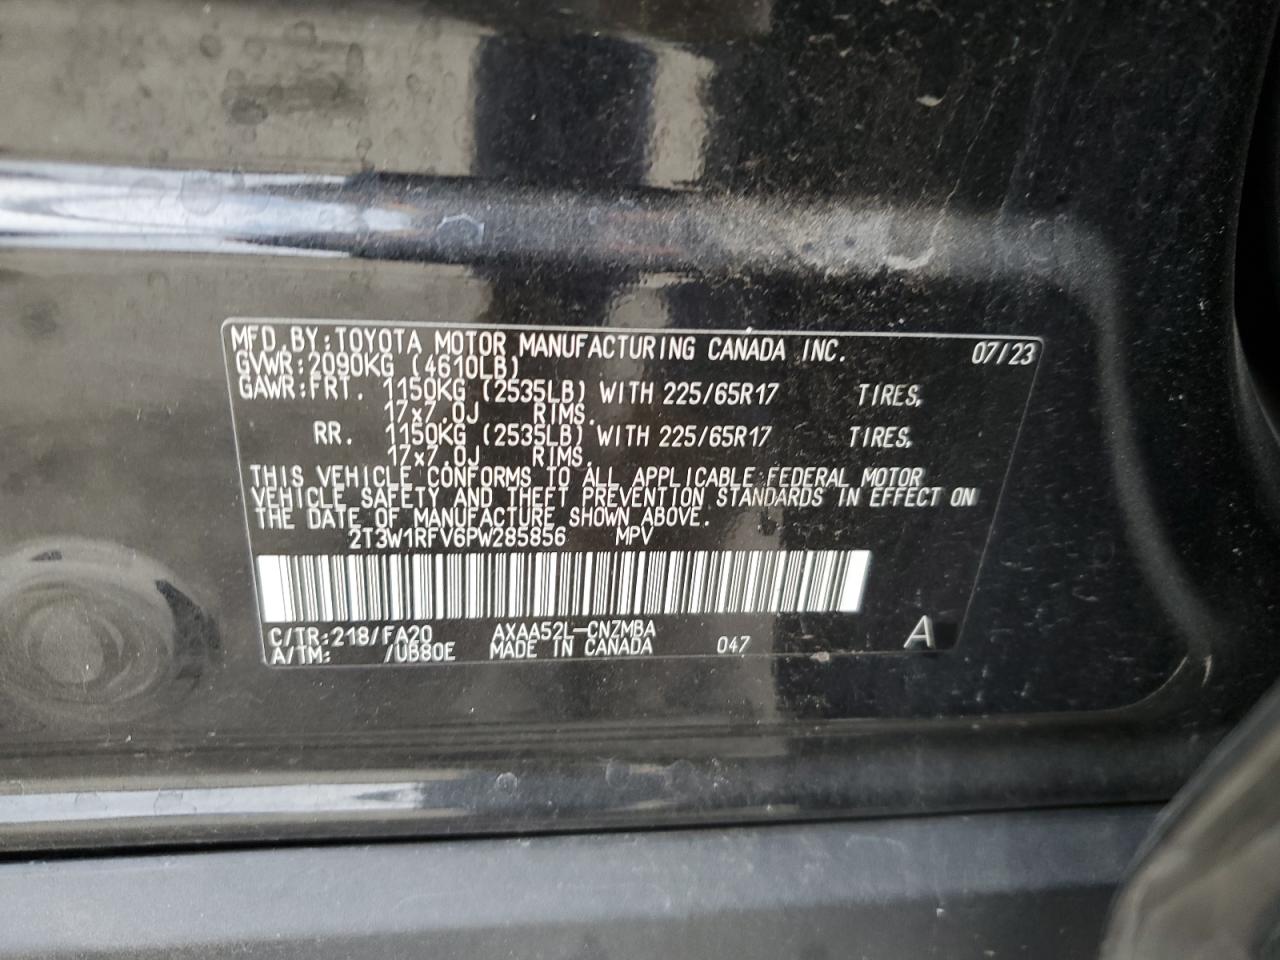 MFD.BY:TOYOTA MOTOR MANUFACTURING CANADA INC. 07/23
GVWR:2090KG (4610LB)
GAWR:FRT. 1150KG (2535LB) WITH 225/65R17 TIRES,
17x7.0J RIMS.
RR. 1150KG (2535LB) WITH 225/65R17 TIRES,
17x7.0J RIMS.
THIS VEHICLE CONFORMS TO ALL APPLICABLE FEDERAL MOTOR
VEHICLE SAFETY AND THEFT PREVENTION STANDARDS IN EFFECT ON
THE DATE OF MANUFACTURE SHOWN ABOVE.
2T3W1RFV6PW285856 MPV
C/TR:218/FA20 AXAA52L-CNZMBA
A/TM: /UB80E MADE IN CANADA 047 A